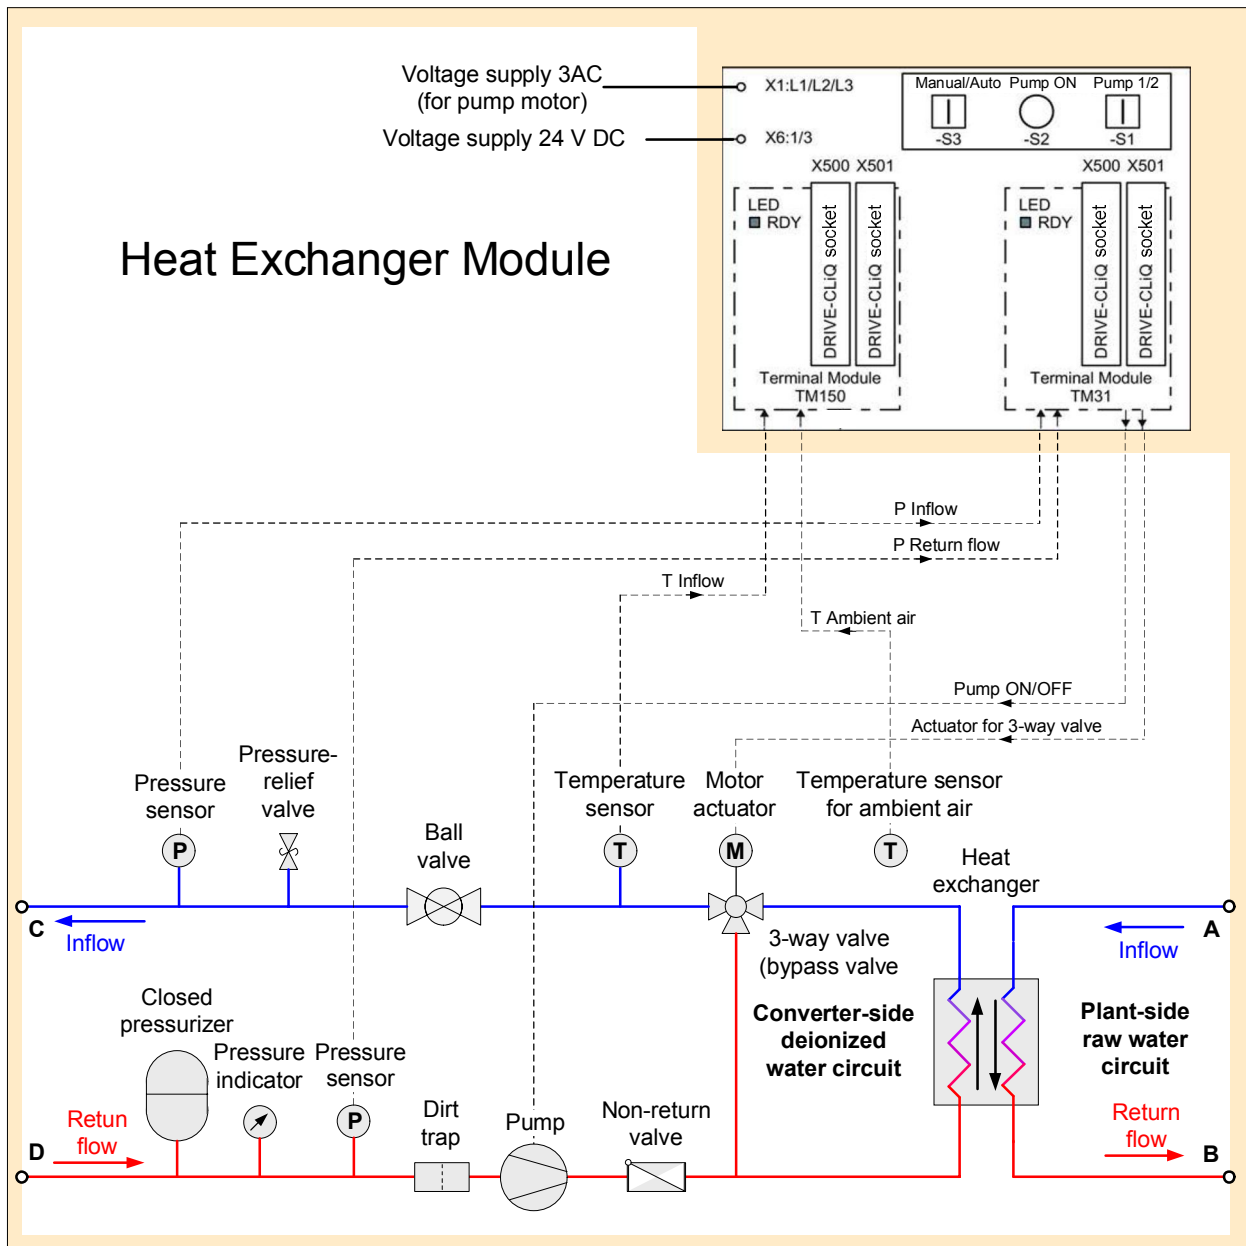 Voltage supply 3AC
(for pump motor)
Voltage supply 24 V DC
X1:L1/L2/L3
X6:1/3
Manual/Auto Pump ON Pump 1/2
-S3 -S2 -S1
X500 X501
X500 X501
LED
RDY
DRIVE-CLiQ socket
DRIVE-CLiQ socket
Terminal Module
TM150
LED
RDY
DRIVE-CLiQ socket
DRIVE-CLiQ socket
Terminal Module
TM31
Heat Exchanger Module
P Inflow
P Return flow
T Inflow
T Ambient air
Pump ON/OFF
Actuator for 3-way valve
Pressure
sensor
P
Pressure-
relief
valve
Ball
valve
Temperature
sensor
T
Motor
actuator
M
Temperature sensor
for ambient air
T
Heat
exchanger
C
Inflow
A
Inflow
3-way valve
(bypass valve
Closed
pressurizer
Pressure
indicator
Pressure
sensor
P
Converter-side
deionized
water circuit
Plant-side
raw water
circuit
Dirt
trap
Pump
Non-return
valve
D
Retun
flow
Return
flow
B